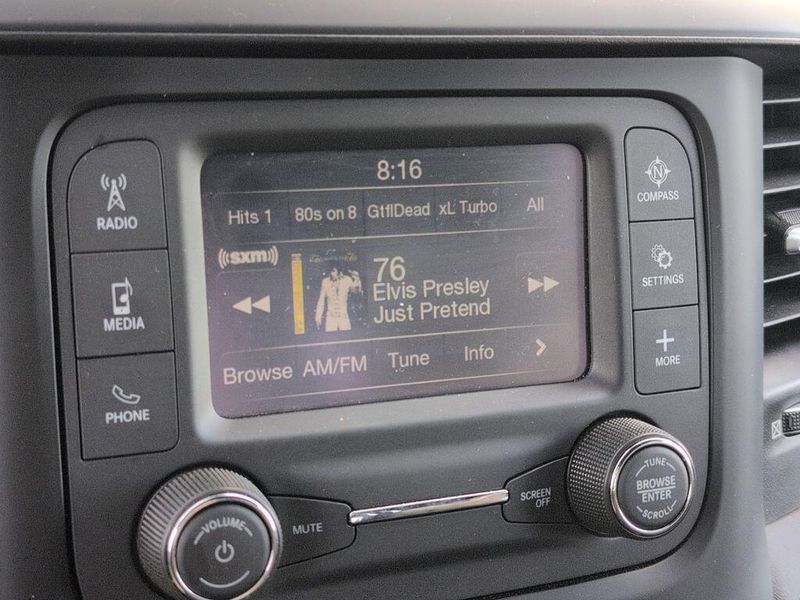 8:16
Hits 1 80s on 8 GtflDead xL Turbo All
((sxm))
76
Elvis Presley
Just Pretend
Browse AM/FM Tune Info >
RADIO
MEDIA
PHONE
N
COMPASS
SETTINGS
+
MORE
VOLUME
MUTE
SCREEN
OFF
TUNE
BROWSE
ENTER
SCROLL